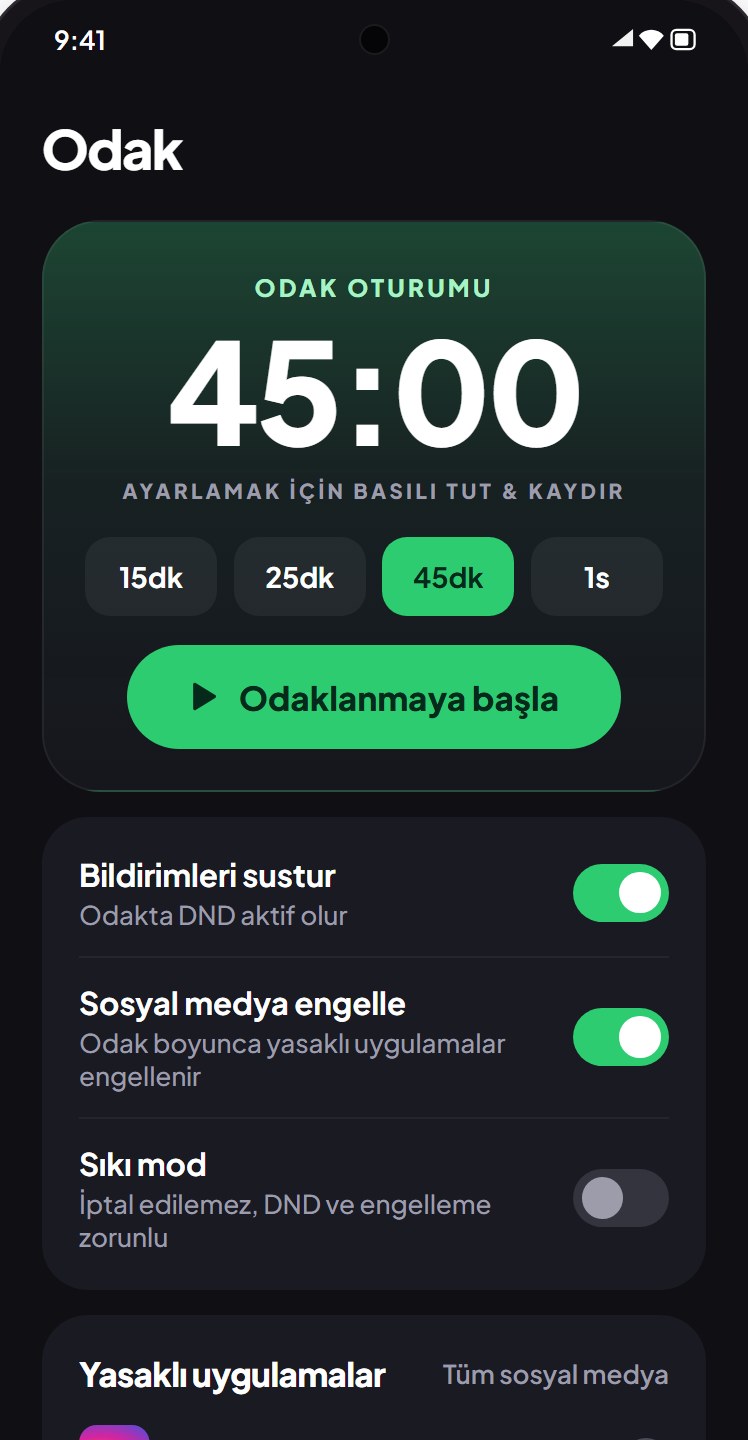 9:41
Odak
ODAK OTURUMU
45:00
AYARLAMAK İÇİN BASILI TUT & KAYDIR
15dk 25dk 45dk 1s
Odaklanmaya başla
Bildirimleri sustur
Odakta DND aktif olur
Sosyal medya engelle
Odak boyunca yasaklı uygulamalar
engellenir
Sıkı mod
İptal edilemez, DND ve engelleme
zorunlu
Yasaklı uygulamalar Tüm sosyal medya